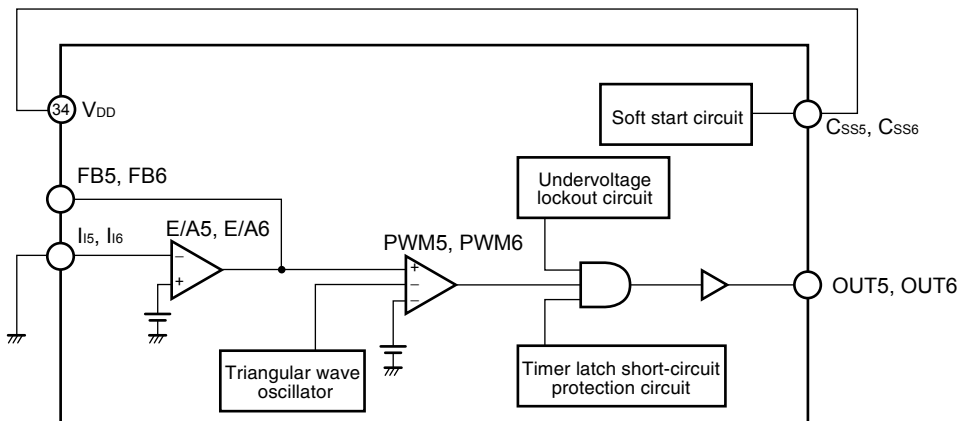 34 VDD
Soft start circuit
CSS5, CSS6
FB5, FB6
Undervoltage
lockout circuit
II5, II6
E/A5, E/A6
PWM5, PWM6
−
+
+
−
−
OUT5, OUT6
Triangular wave
oscillator
Timer latch short-circuit
protection circuit